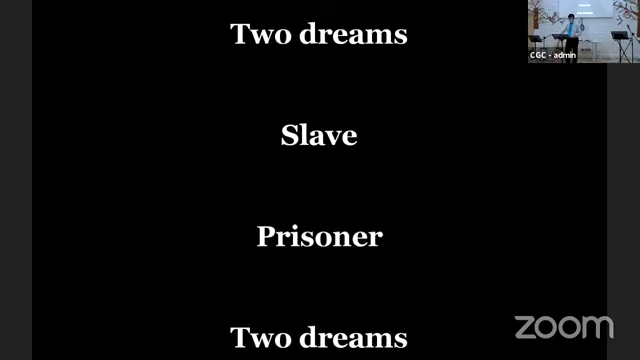 Two dreams
CGC - admin
Slave
Prisoner
Two dreams
zoom